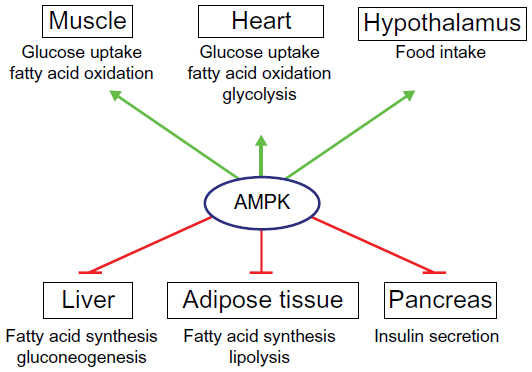 Muscle
Glucose uptake
fatty acid oxidation
Heart
Glucose uptake
fatty acid oxidation
glycolysis
Hypothalamus
Food intake
AMPK
Liver
Fatty acid synthesis
gluconeogenesis
Adipose tissue
Fatty acid synthesis
lipolysis
Pancreas
Insulin secretion